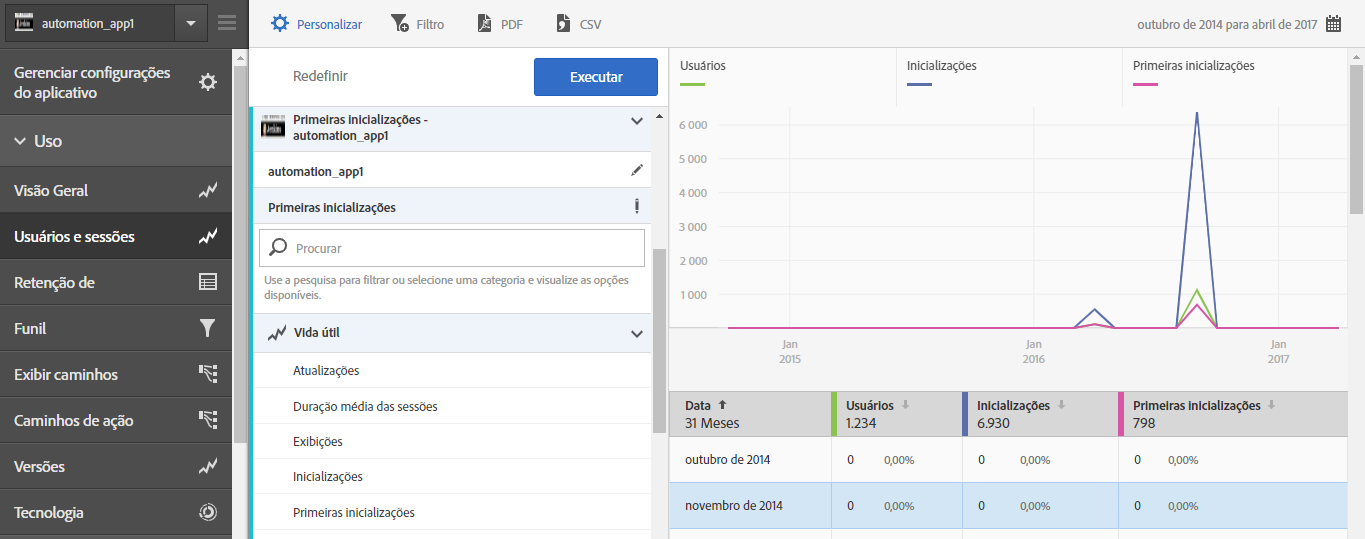 automation_app1
Personalizar
Filtro
PDF
CSV
outubro de 2014 para abril de 2017
Gerenciar configurações
do aplicativo
Uso
Visão Geral
Usuários e sessões
Retenção de
Funil
Exibir caminhos
Caminhos de ação
Versões
Tecnologia
Redefinir
Executar
Primeiras inicializações -
automation_app1
automation_app1
Primeiras inicializações
Procurar
Use a pesquisa para filtrar ou selecione uma categoria e visualize as opções
disponíveis.
Vida útil
Atualizações
Duração média das sessões
Exibições
Inicializações
Primeiras inicializações
Usuários
Inicializações
Primeiras inicializações
6 000
5 000
4 000
3 000
2 000
1 000
Jan
2015
Jan
2016
Jan
2017
Data Usuários Inicializações Primeiras inicializações
31 Meses 1.234 6.930 798
outubro de 2014 0 0,00% 0 0,00% 0 0,00%
novembro de 2014 0 0,00% 0 0,00% 0 0,00%